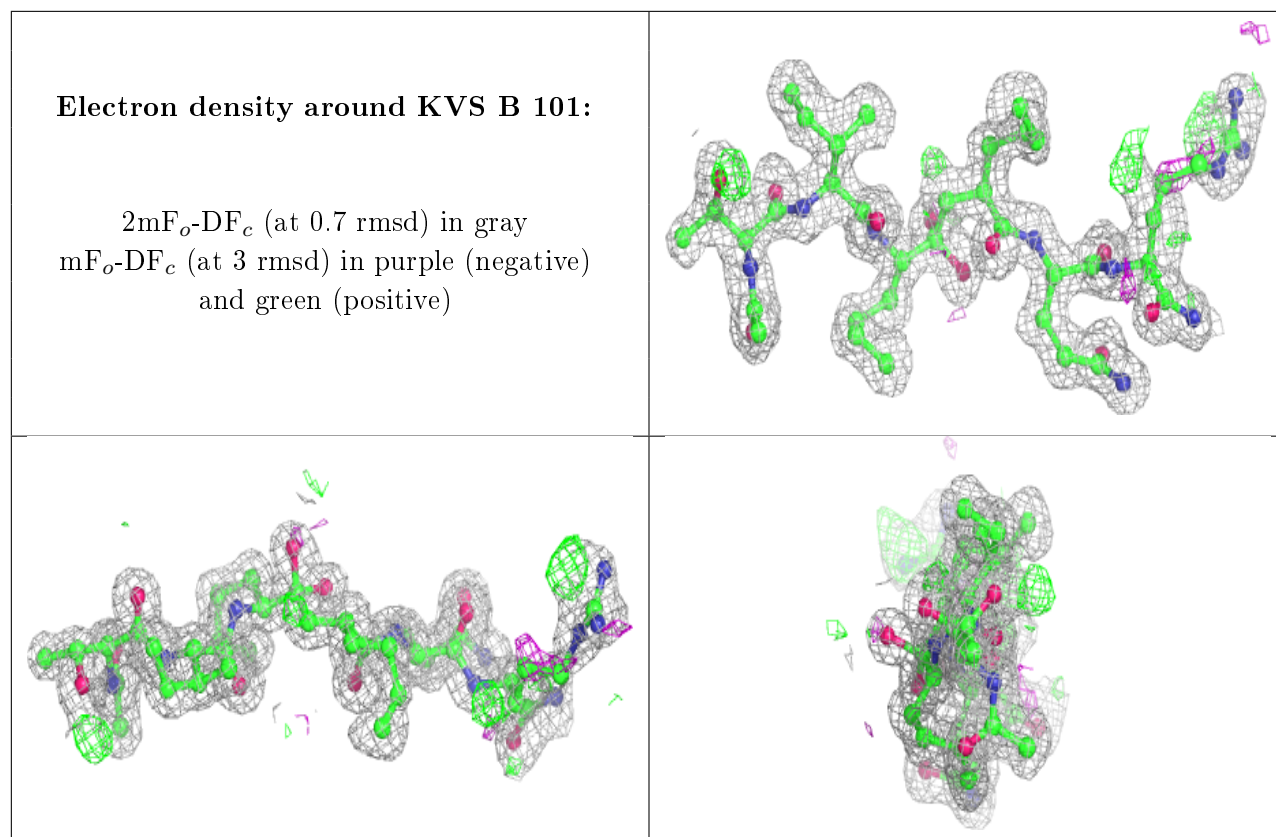 Electron density around KVS B 101:
2mFₒ-DF𝒸 (at 0.7 rmsd) in gray
mFₒ-DF𝒸 (at 3 rmsd) in purple (negative)
and green (positive)